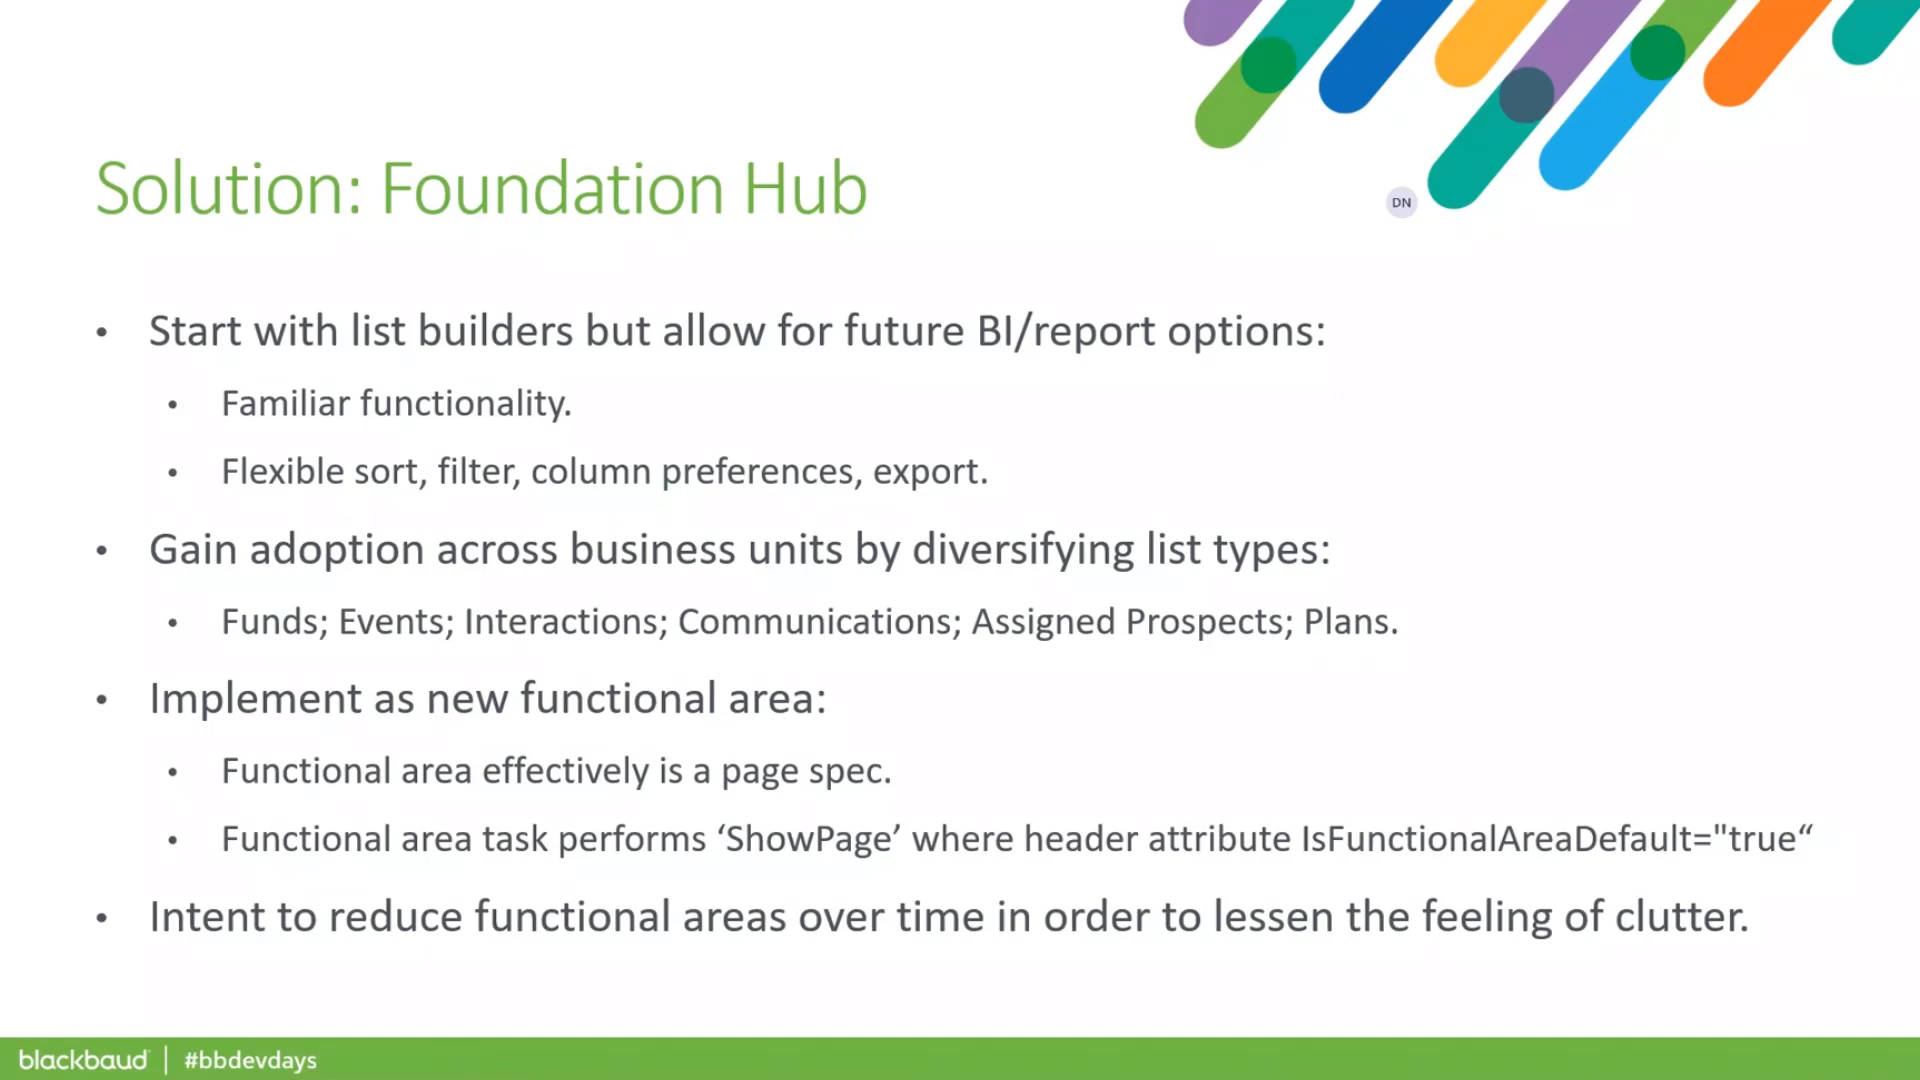 DN
Solution: Foundation Hub
• Start with list builders but allow for future BI/report options:
• Familiar functionality.
• Flexible sort, filter, column preferences, export.
• Gain adoption across business units by diversifying list types:
• Funds; Events; Interactions; Communications; Assigned Prospects; Plans.
• Implement as new functional area:
• Functional area effectively is a page spec.
• Functional area task performs ‘ShowPage’ where header attribute IsFunctionalAreaDefault="true“
• Intent to reduce functional areas over time in order to lessen the feeling of clutter.
blackbaud | #bbdevdays